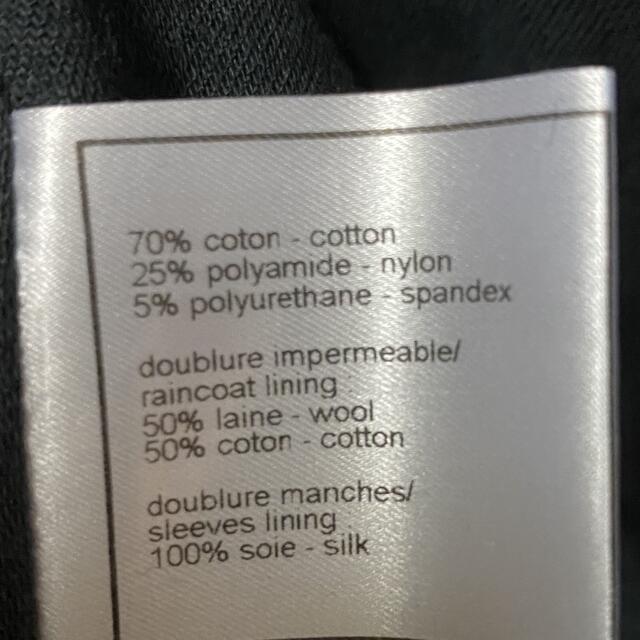 70% coton - cotton
25% polyamide - nylon
5% polyurethane - spandex
doublure impermeable/
raincoat lining
50% laine - wool
50% coton - cotton
doublure manches/
sleeves lining
100% soie - silk